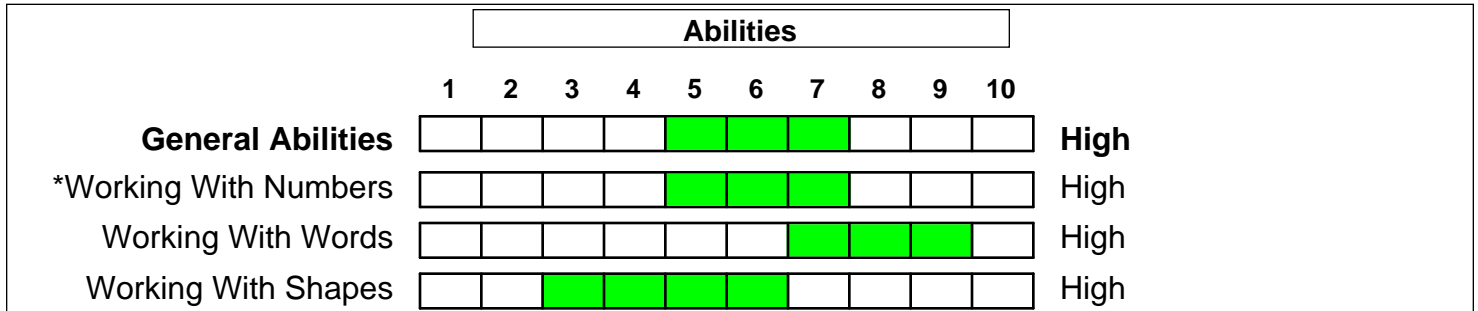 Abilities
1 2 3 4 5 6 7 8 9 10
General Abilities High
*Working With Numbers High
Working With Words High
Working With Shapes High